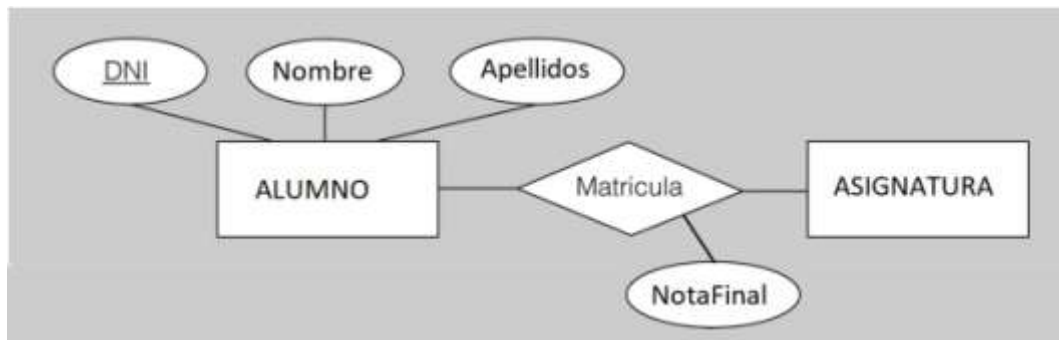 DNI
Nombre
Apellidos
ALUMNO
Matricula
ASIGNATURA
NotaFinal